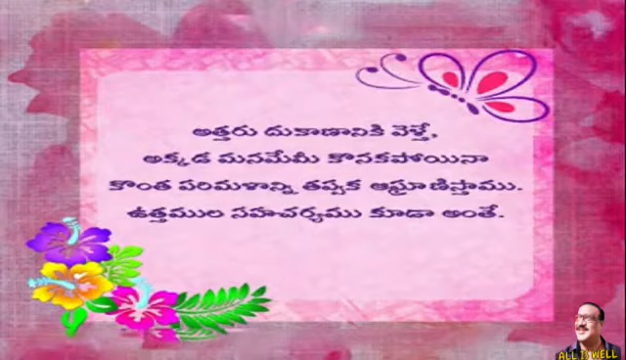 అత్తరు దుకాణానికి వెళ్తే,
అక్కడ మనమేమీ కొనకపోయినా
కొంత పరిమళాన్ని తప్పక ఆఘ్రాణిస్తాము.
ఉత్తముల సహచర్యము కూడా అంతే.
ALL IS WELL